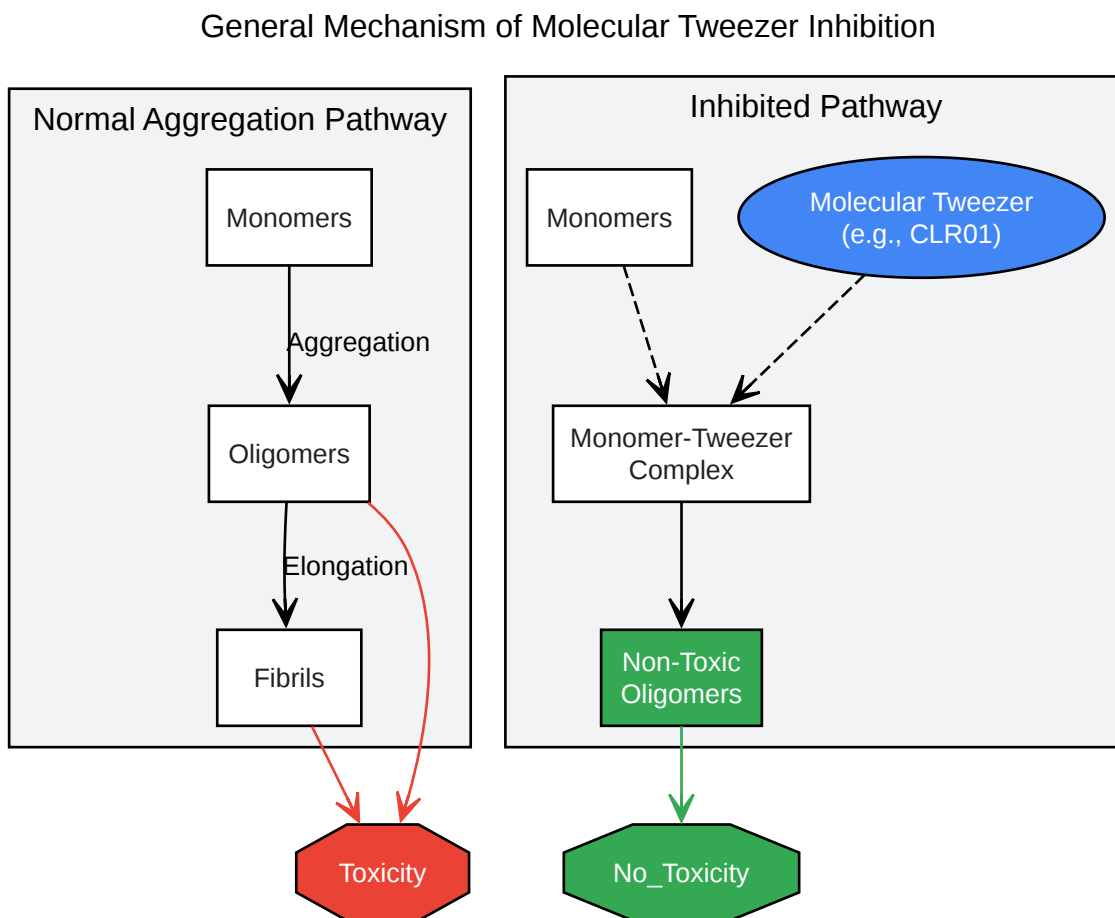 General Mechanism of Molecular Tweezer Inhibition
Normal Aggregation Pathway
Monomers
Aggregation
Oligomers
Elongation
Fibrils
Toxicity
Inhibited Pathway
Monomers
Molecular Tweezer
(e.g., CLR01)
Monomer-Tweezer
Complex
Non-Toxic
Oligomers
No_Toxicity